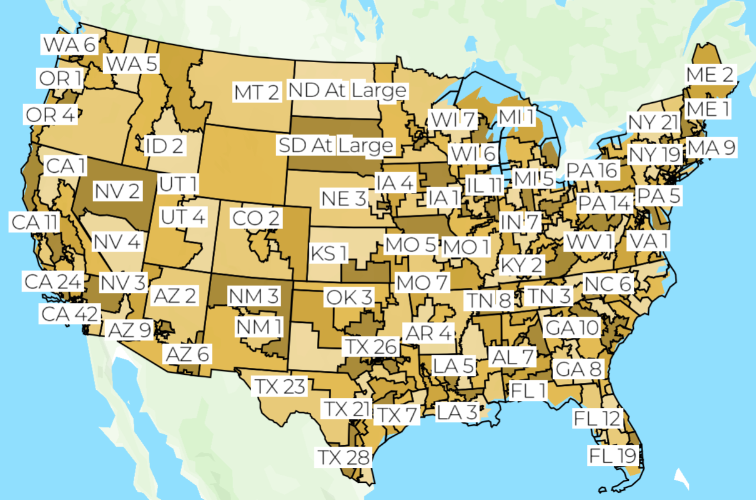 WA 6
WA 5
OR 1
MT 2
ND At Large
ME 2
OR 4
WI 7
MI 1
NY 21
ME 1
ID 2
SD At Large
WI 6
NY 19
MA 9
CA 1
NV 2
UT 1
NE 3
IA 4
IA 1
IL 11
MI 5
PA 16
PA 5
CA 11
UT 4
CO 2
IN 7
PA 14
NV 4
KS 1
MO 5
MO 1
WV 1
VA 1
KY 2
CA 24
NV 3
AZ 2
NM 3
OK 3
MO 7
TN 8
TN 3
NC 6
CA 42
AZ 9
NM 1
AR 4
GA 10
AZ 6
TX 26
LA 5
AL 7
GA 8
TX 23
FL 1
TX 21
TX 7
LA 3
FL 12
TX 28
FL 19